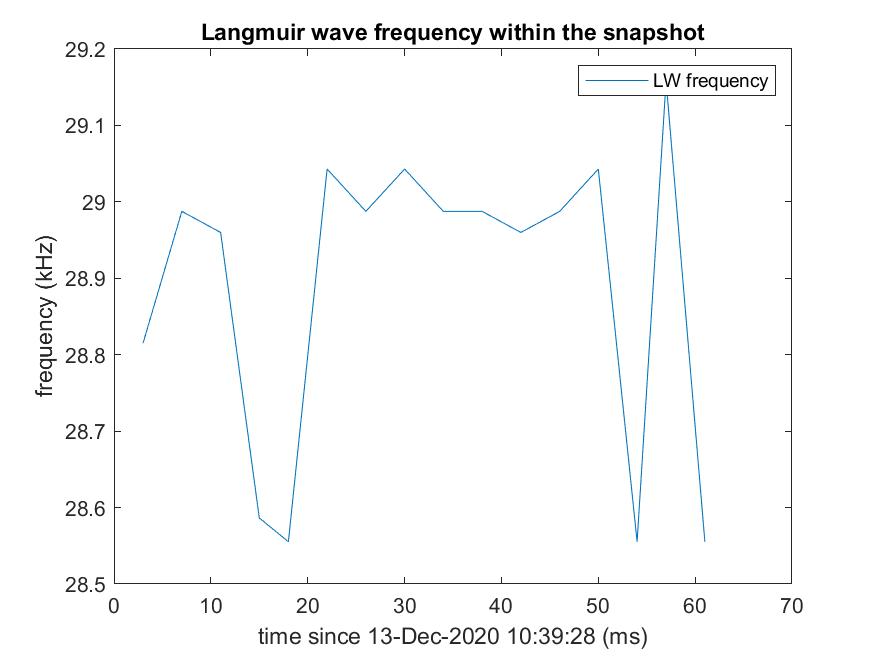 Langmuir wave frequency within the snapshot
29.2
LW frequency
29.1
29
28.9
28.8
28.7
28.6
28.5
frequency (kHz)
0 10 20 30 40 50 60 70
time since 13-Dec-2020 10:39:28 (ms)